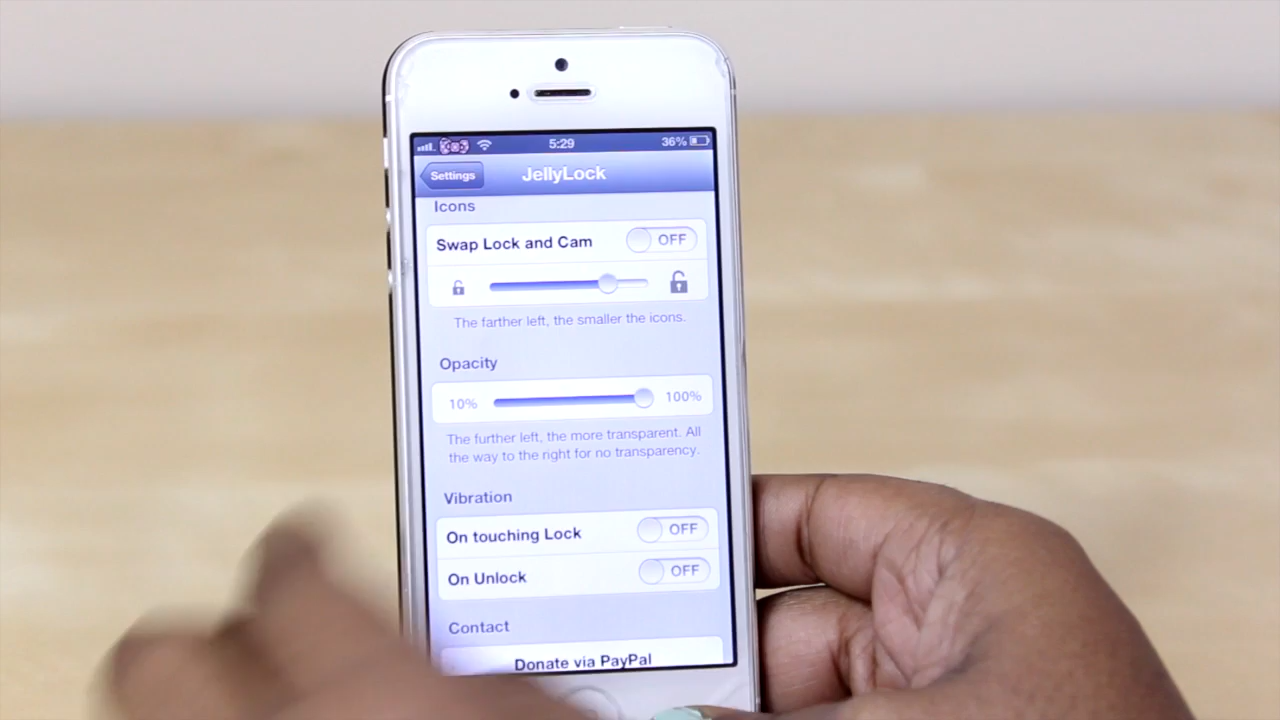 5:29
36%
Settings
JellyLock
Icons
Swap Lock and Cam OFF
The farther left, the smaller the icons.
Opacity
10% 100%
The further left, the more transparent. All
the way to the right for no transparency.
Vibration
On touching Lock OFF
On Unlock OFF
Contact
Donate via PayPal